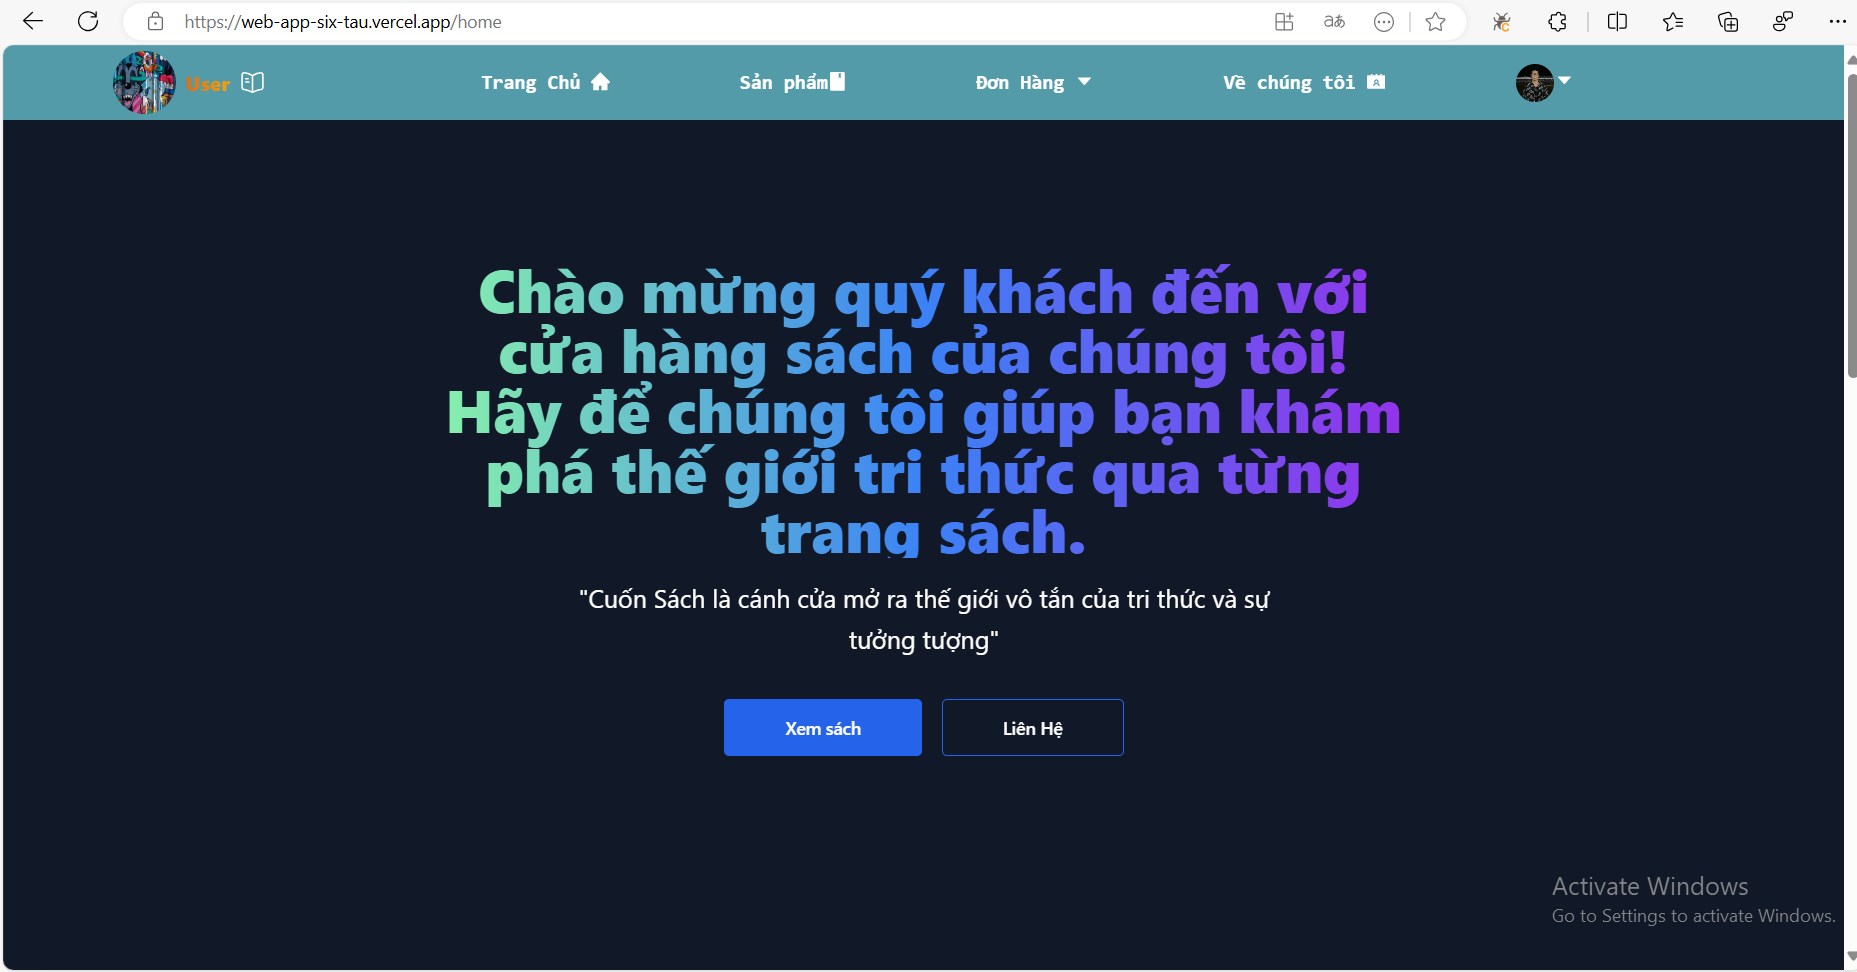 https://web-app-six-tau.vercel.app/home
aあ
User
Trang Chủ
Sản phẩm
Đơn Hàng
Về chúng tôi
Chào mừng quý khách đến với
cửa hàng sách của chúng tôi!
Hãy để chúng tôi giúp bạn khám
phá thế giới tri thức qua từng
trang sách.
"Cuốn Sách là cánh cửa mở ra thế giới vô tắn của tri thức và sự
tưởng tượng"
Xem sách
Liên Hệ
Activate Windows
Go to Settings to activate Windows.